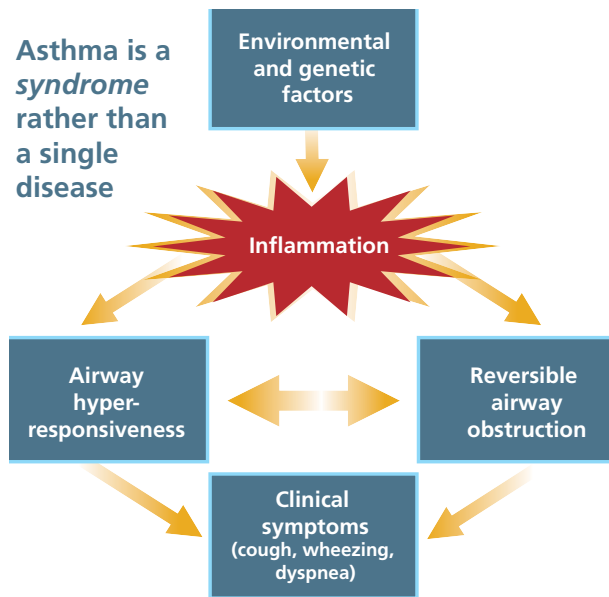 Asthma is a
syndrome
rather than
a single
disease
Environmental
and genetic
factors
Inflammation
Airway
hyper-
responsiveness
Reversible
airway
obstruction
Clinical
symptoms
(cough, wheezing,
dyspnea)